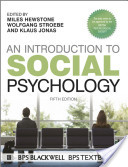 EDITED BY
MILES HEWSTONE
WOLFGANG STROEBE
AND KLAUS JONAS
AN INTRODUCTION TO
SOCIAL
PSYCHOLOGY
FIFTH EDITION
BPS BLACKWELL
BPS TEXTBOOKS